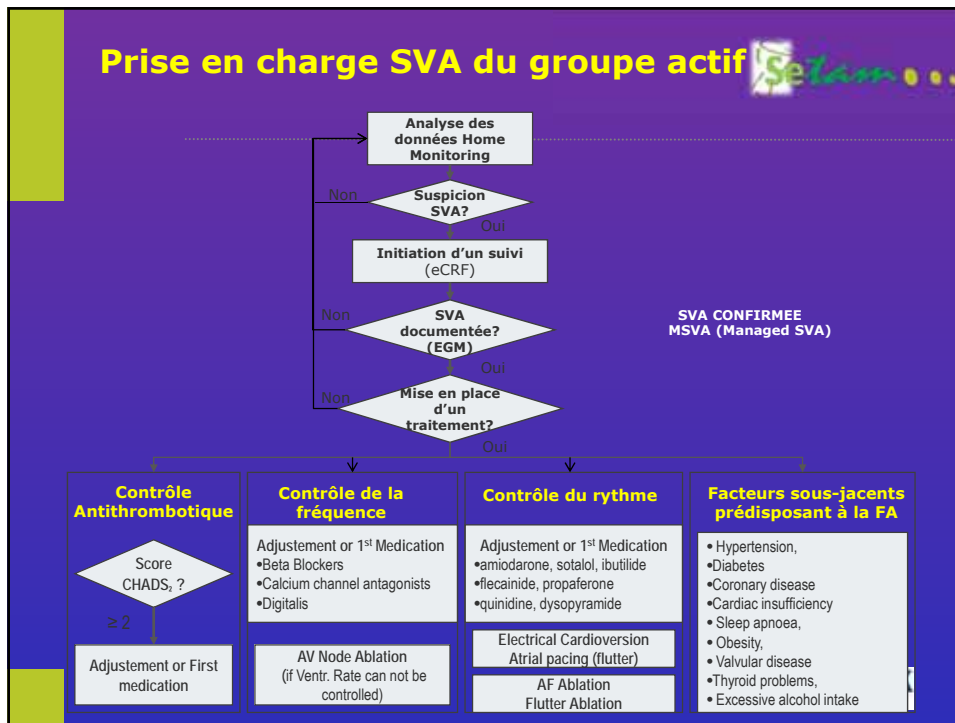 Prise en charge SVA du groupe actif
Setam...
Analyse des
données Home
Monitoring
Non
Suspicion
SVA?
Oui
Initiation d'un suivi
(eCRF)
Non
SVA
documentée?
(EGM)
SVA CONFIRMEE
MSVA (Managed SVA)
Oui
Non
Mise en place
d'un
traitement?
Oui
Contrôle
Antithrombotique
Score
CHADS₂ ?
≥2
Adjustement or First
medication
Contrôle de la
fréquence
Adjustement or 1st Medication
•Beta Blockers
•Calcium channel antagonists
•Digitalis
AV Node Ablation
(if Ventr. Rate can not be
controlled)
Contrôle du rythme
Adjustement or 1st Medication
•amiodarone, sotalol, ibutilide
•flecainide, propaferone
•quinidine, dysopyramide
Electrical Cardioversion
Atrial pacing (flutter)
AF Ablation
Flutter Ablation
Facteurs sous-jacents
prédisposant à la FA
• Hypertension,
•Diabetes
•Coronary disease
•Cardiac insufficiency
• Sleep apnoea,
• Obesity,
• Valvular disease
•Thyroid problems,
• Excessive alcohol intake